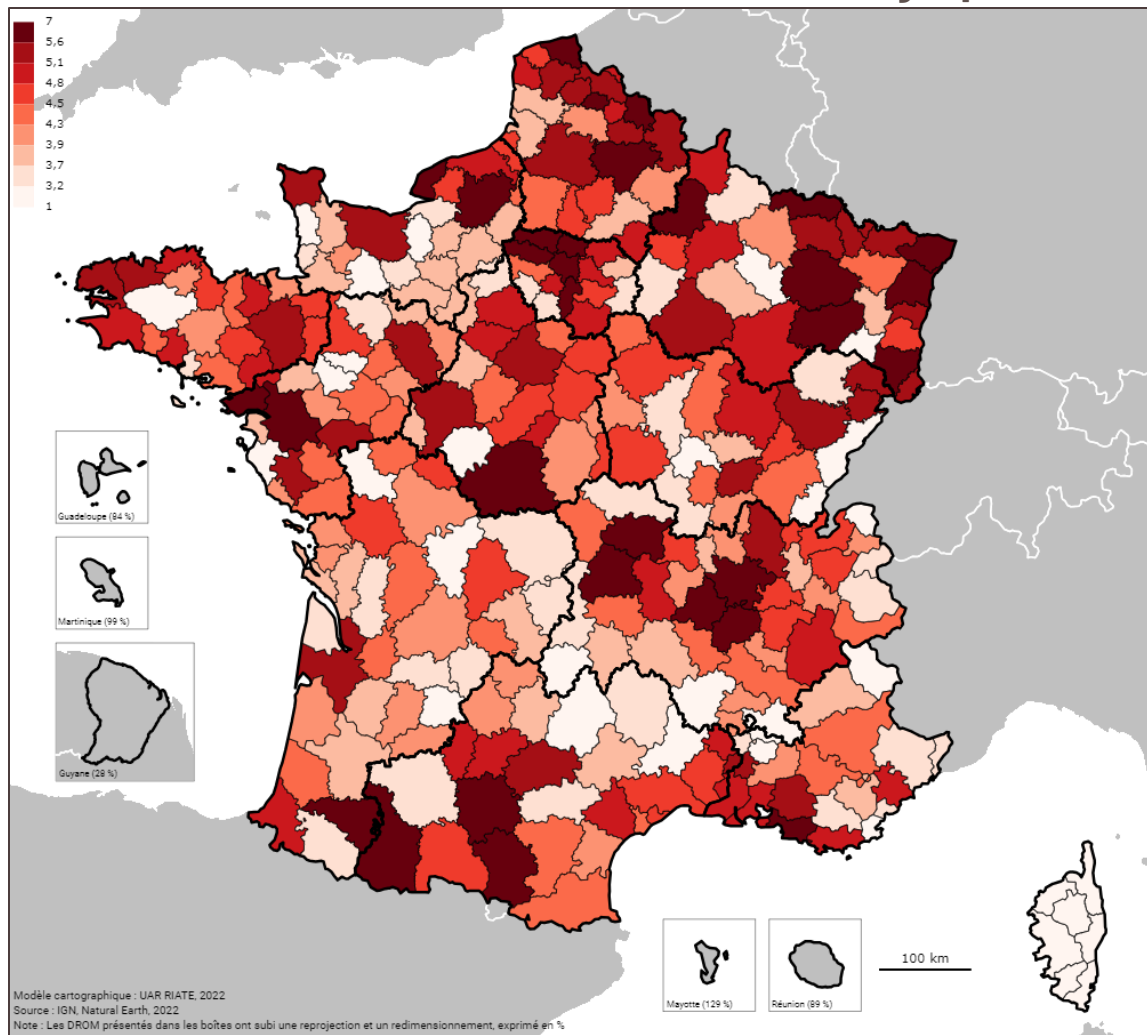 7
5,6
5,1
4,8
4,5
4,3
3,9
3,7
3,2
1
Guadeloupe (84 %)
Martinique (99 %)
Guyane (28 %)
Mayotte (129 %)
Réunion (89 %)
100 km
Modèle cartographique : UAR RIATE, 2022
Source : IGN, Natural Earth, 2022
Note : Les DROM présentés dans les boîtes ont subi une reprojection et un redimensionnement, exprimé en %